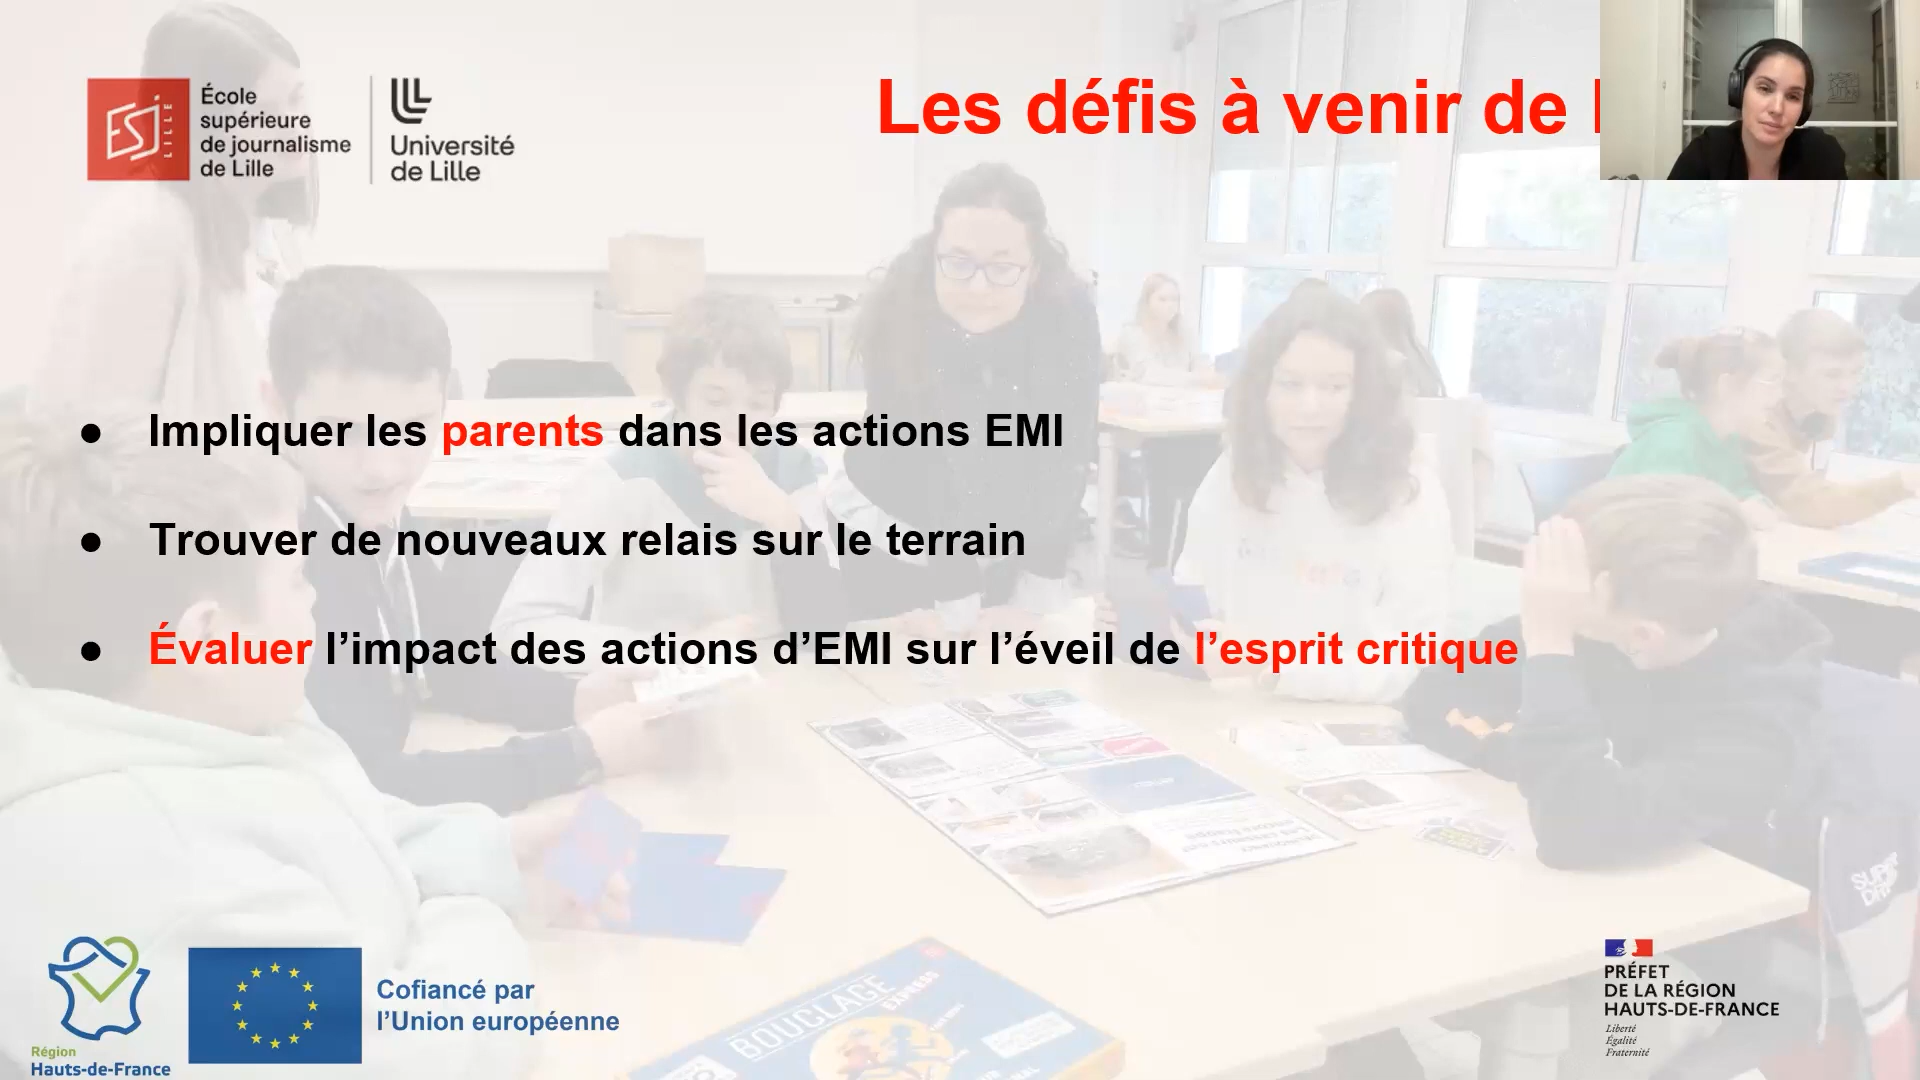 ESJ
LILLE
École
supérieure
de journalisme
de Lille
Université
de Lille
Les défis à venir de
● Impliquer les parents dans les actions EMI
● Trouver de nouveaux relais sur le terrain
● Évaluer l’impact des actions d’EMI sur l’éveil de l’esprit critique
BOUCLAGE
EXPRESS
Région
Hauts-de-France
Cofiancé par
l’Union européenne
PRÉFET
DE LA RÉGION
HAUTS-DE-FRANCE
Liberté
Égalité
Fraternité